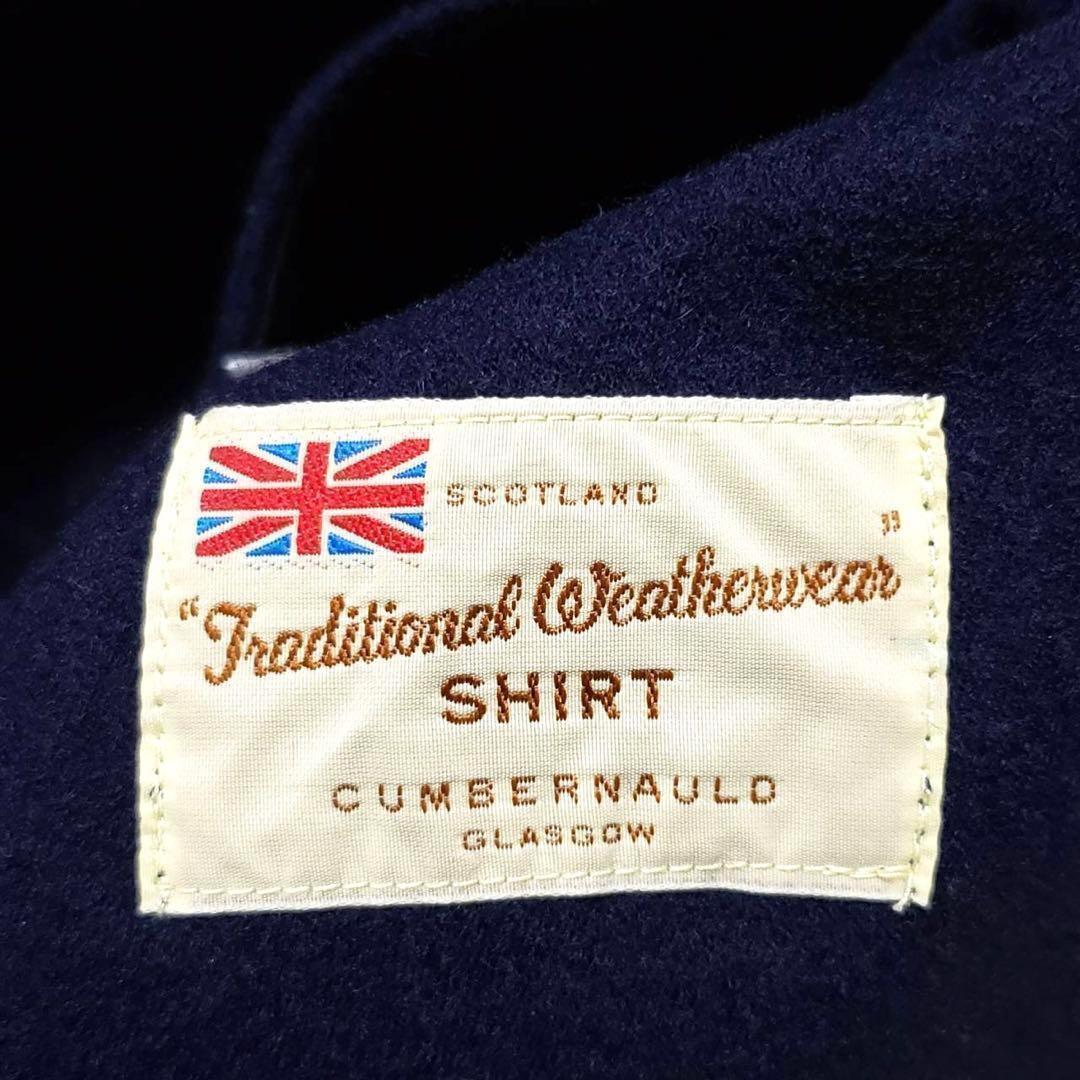 SCOTLAND
"Traditional Weatherwear"
SHIRT
CUMBERNAULD
GLASGOW